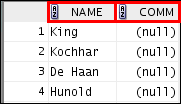 NAME COMM
1 King (null)
2 Kochhar (null)
3 De Haan (null)
4 Hunold (null)